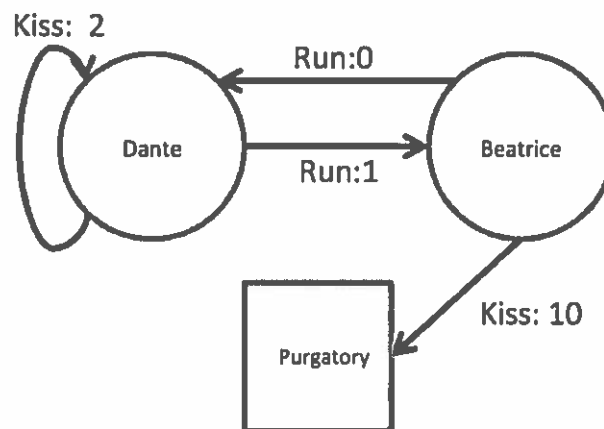 Kiss: 2
Run:0
Dante
Beatrice
Run:1
Kiss: 10
Purgatory